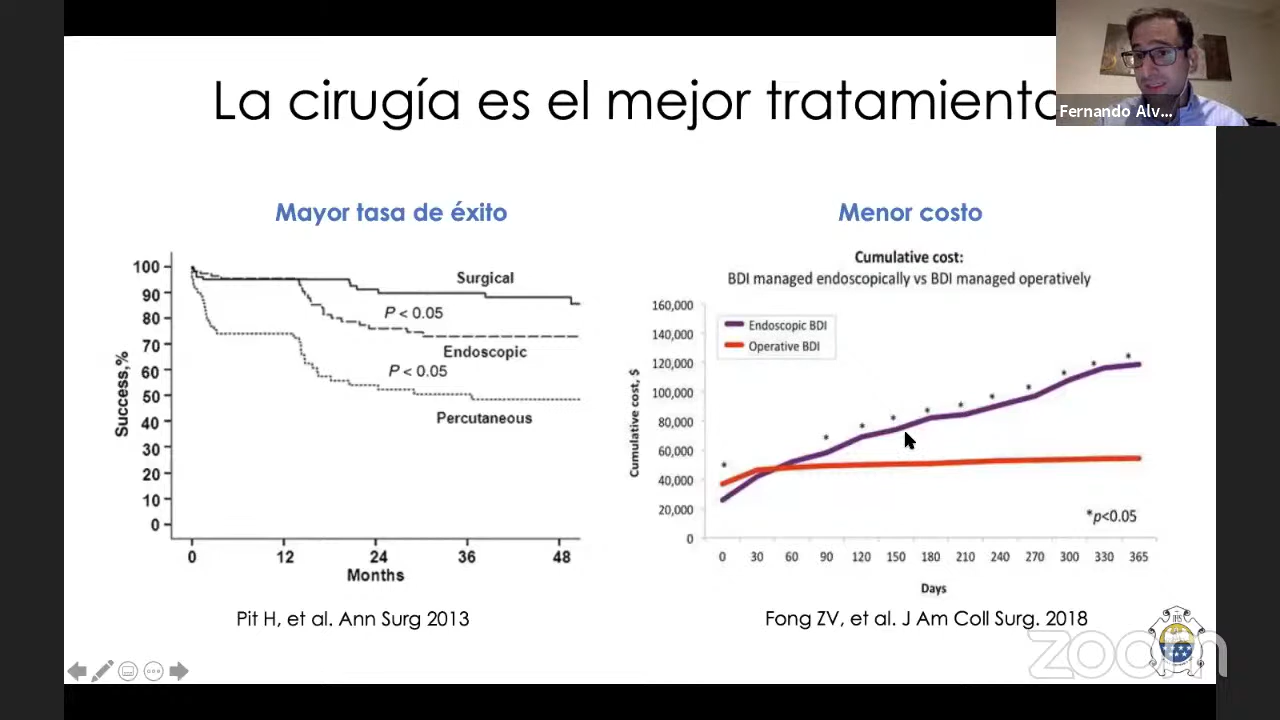 La cirugía es el mejor tratamiento
Fernando Alv...
Mayor tasa de éxito
Menor costo
100
90
80
70
60
50
40
30
20
10
0
Success,%
Surgical
P < 0.05
Endoscopic
P < 0.05
Percutaneous
0 12 24 36 48
Months
Pit H, et al. Ann Surg 2013
Cumulative cost:
BDI managed endoscopically vs BDI managed operatively
160,000
140,000
120,000
100,000
80,000
60,000
40,000
20,000
0
Cumulative cost, $
Endoscopic BDI
Operative BDI
* * * * * * * * * * *
*p<0.05
0 30 60 90 120 150 180 210 240 270 300 330 365
Days
Fong ZV, et al. J Am Coll Surg. 2018
zoom